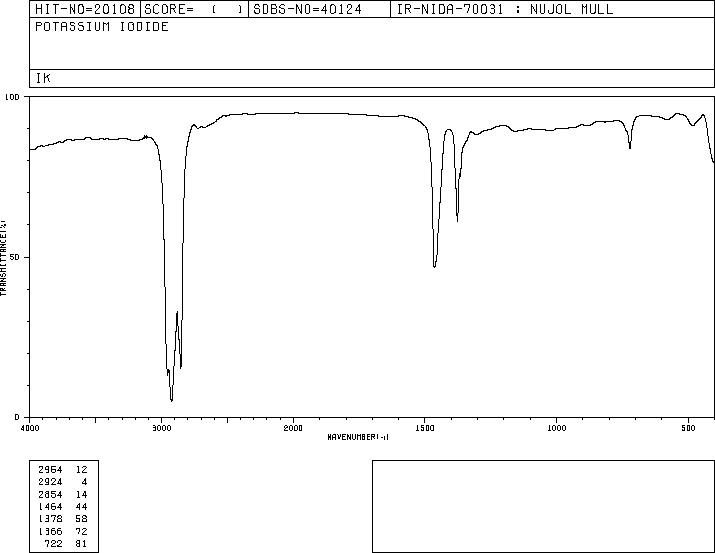 HIT-NO=20108 SCORE= ( ) SDBS-NO=40124 IR-NIDA-70031 : NUJOL MULL
POTASSIUM IODIDE
IK
100
50
0
TRANSMITTANCE(%)
4000 3000 2000 1500 1000 500
WAVENUMBER(-1)
2964 12
2924 4
2854 14
1464 44
1378 58
1366 72
722 81